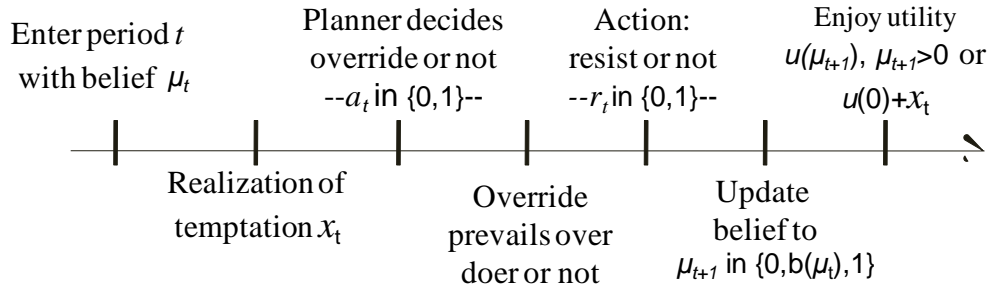 Enter period t
with belief μt
Planner decides
override or not
--at in {0,1}--
Action:
resist or not
--rt in {0,1}--
Enjoy utility
u(μt+1), μt+1>0 or
u(0)+xt
Realization of
temptation xt
Override
prevails over
doer or not
Update
belief to
μt+1 in {0,b(μt),1}